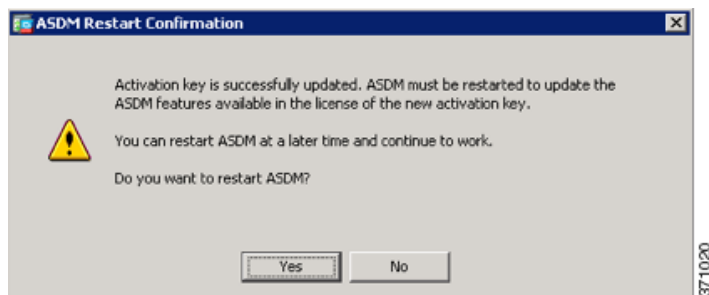 ASDM Restart Confirmation
Activation key is successfully updated. ASDM must be restarted to update the
ASDM features available in the license of the new activation key.
You can restart ASDM at a later time and continue to work.
Do you want to restart ASDM?
Yes
No
371020